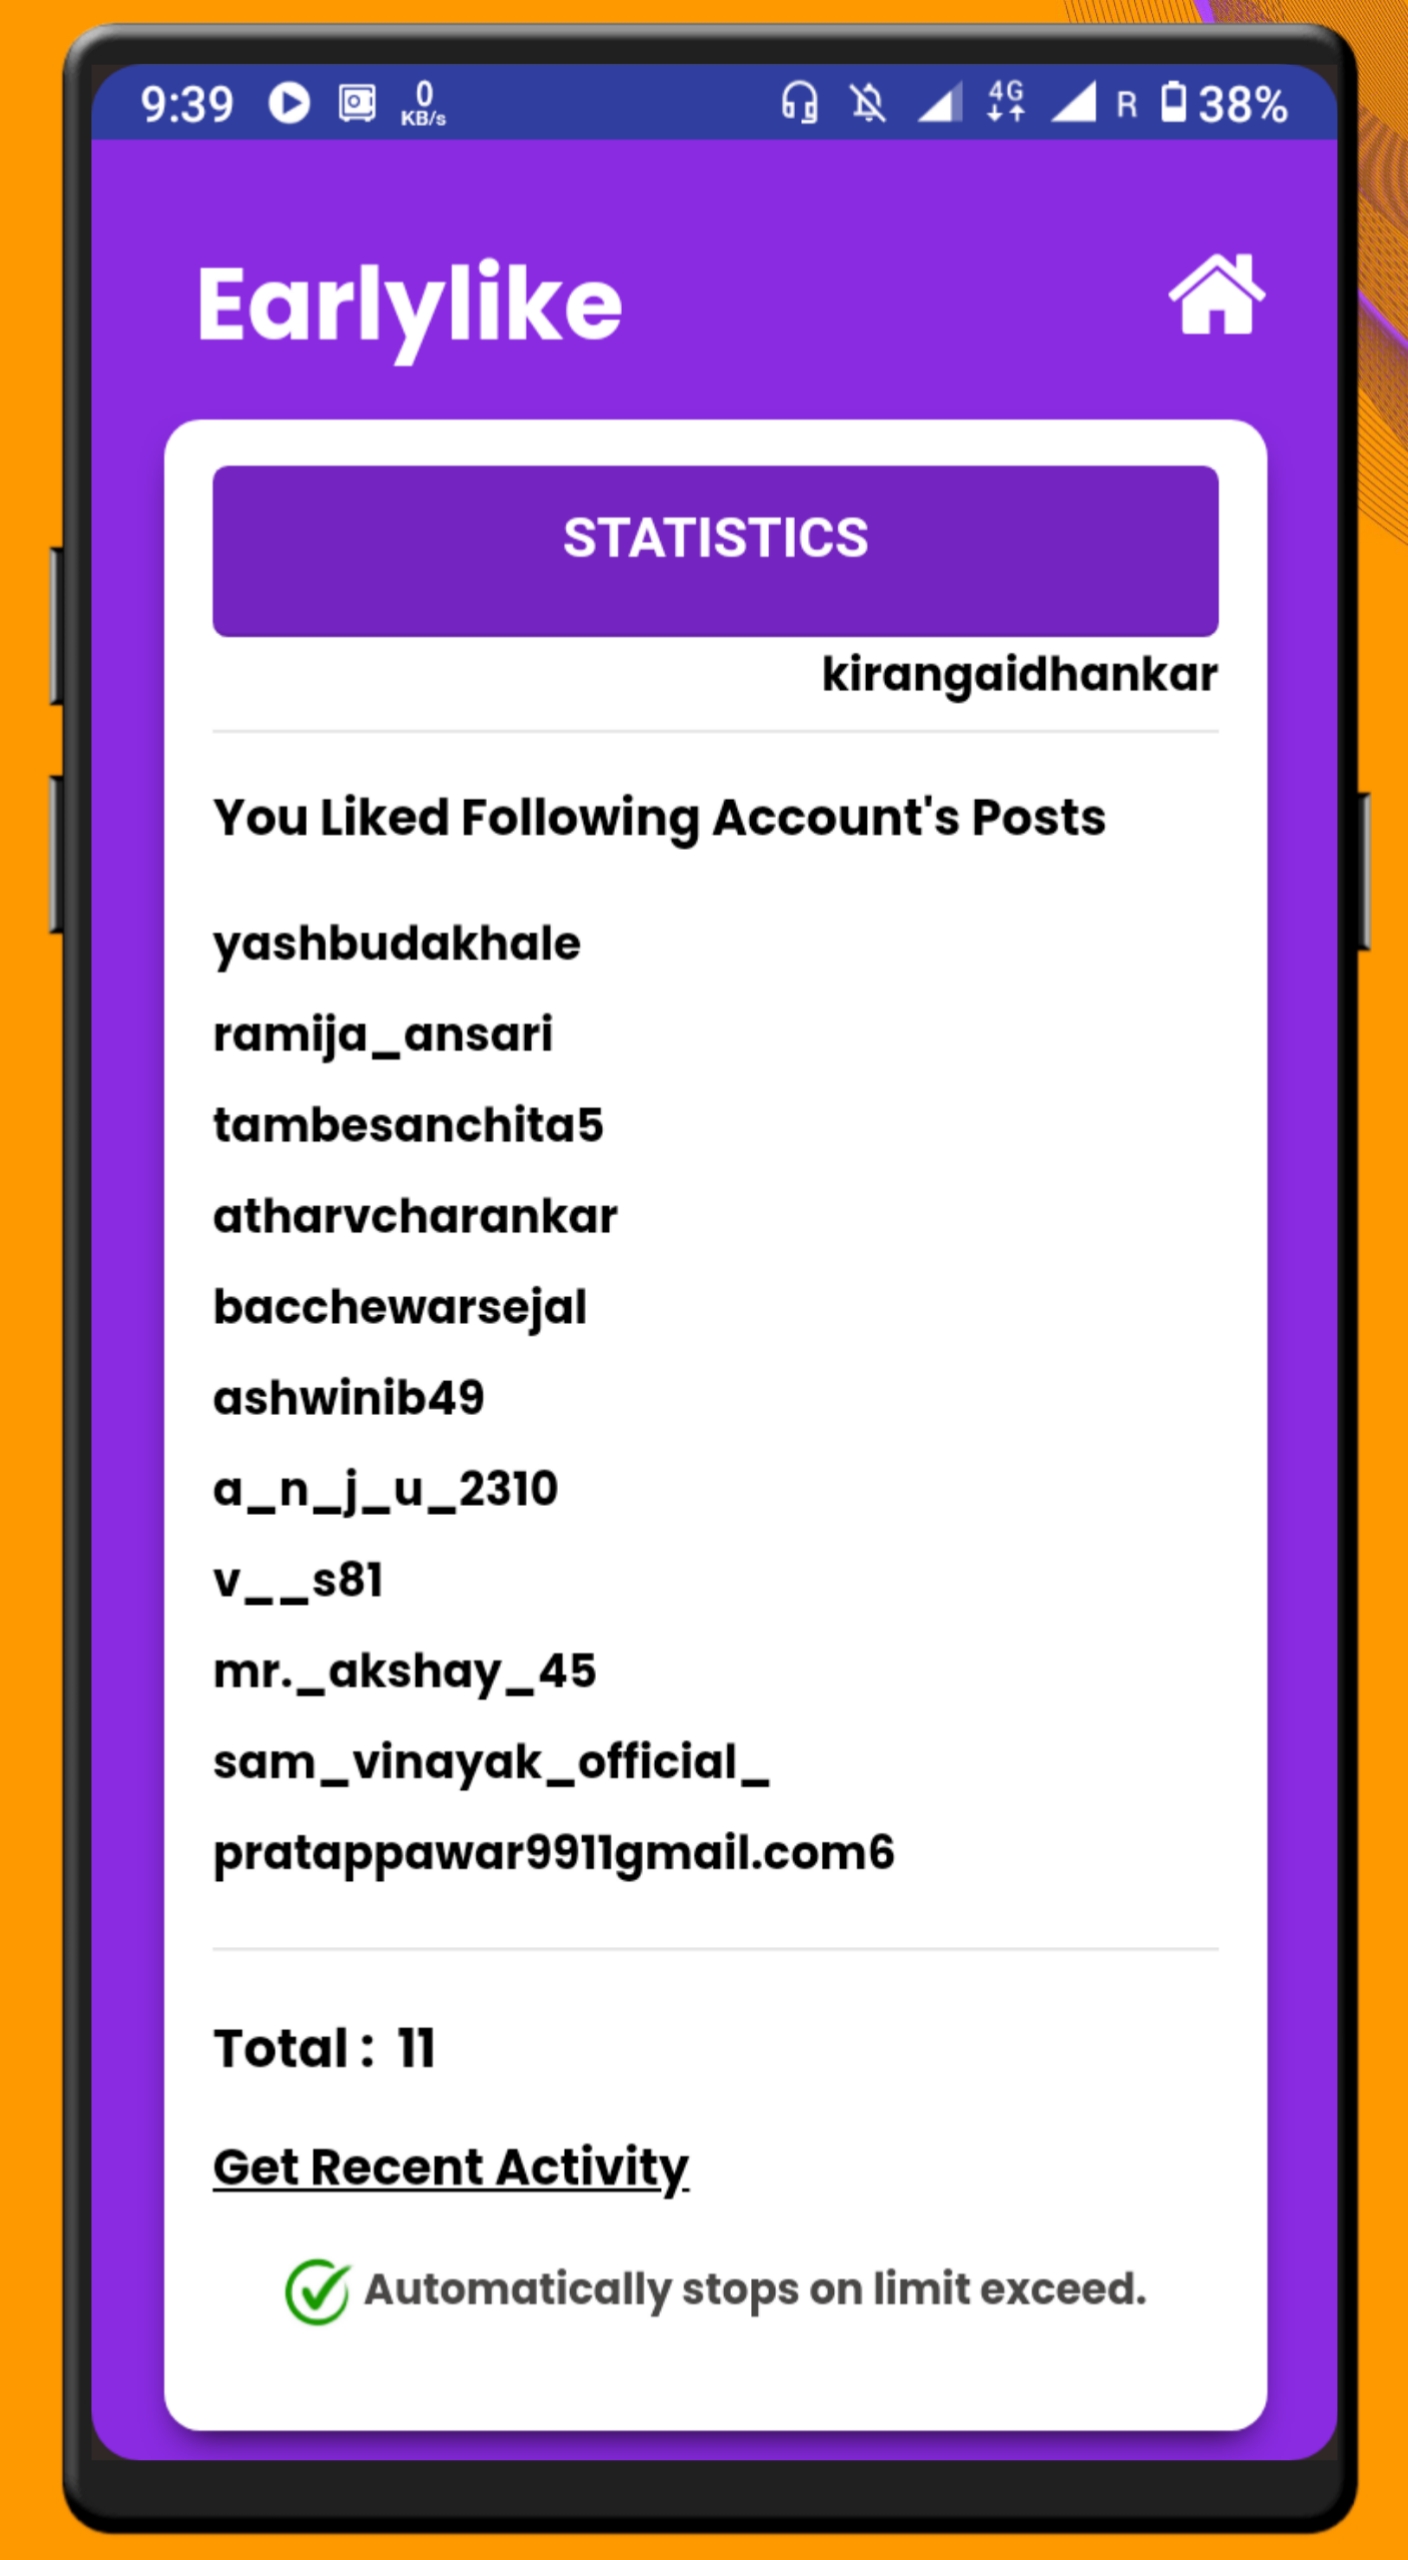 9:39 0 KB/s 4G R 38%
Earlylike
STATISTICS
kirangaidhankar
You Liked Following Account's Posts
yashbudakhale
ramija_ansari
tambesanchita5
atharvcharankar
bacchewarsejal
ashwinib49
a_n_j_u_2310
v__s81
mr._akshay_45
sam_vinayak_official_
pratappawar9911gmail.com6
Total : 11
Get Recent Activity
Automatically stops on limit exceed.